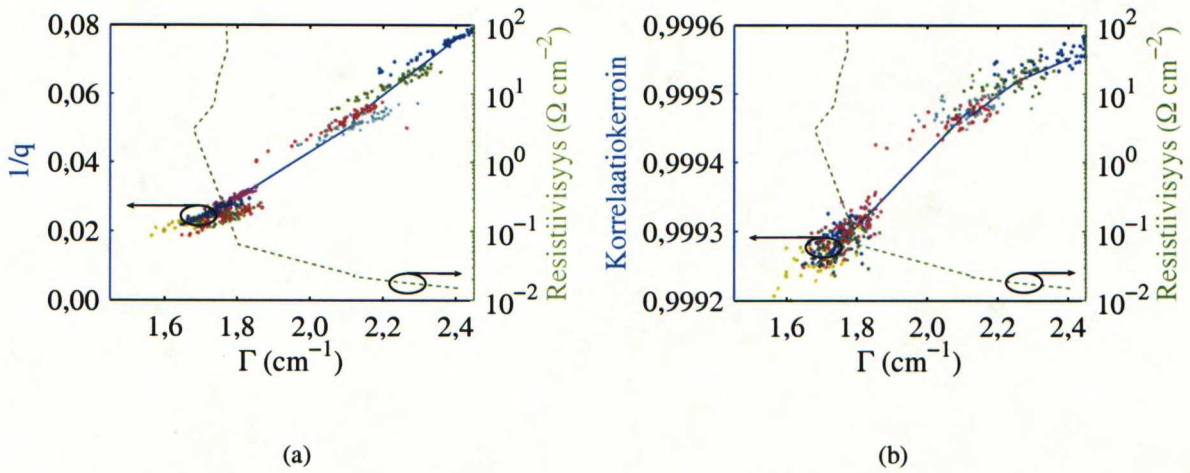 0,08
0,06
0,04
0,02
0,00
1/q
1,6 1,8 2,0 2,2 2,4
Γ (cm⁻¹)
10²
10¹
10⁰
10⁻¹
10⁻²
Resistiivisyys (Ω cm⁻²)
(a)
0,9996
0,9995
0,9994
0,9993
0,9992
Korrelaatiokerroin
1,6 1,8 2,0 2,2 2,4
Γ (cm⁻¹)
10²
10¹
10⁰
10⁻¹
10⁻²
Resistiivisyys (Ω cm⁻²)
(b)